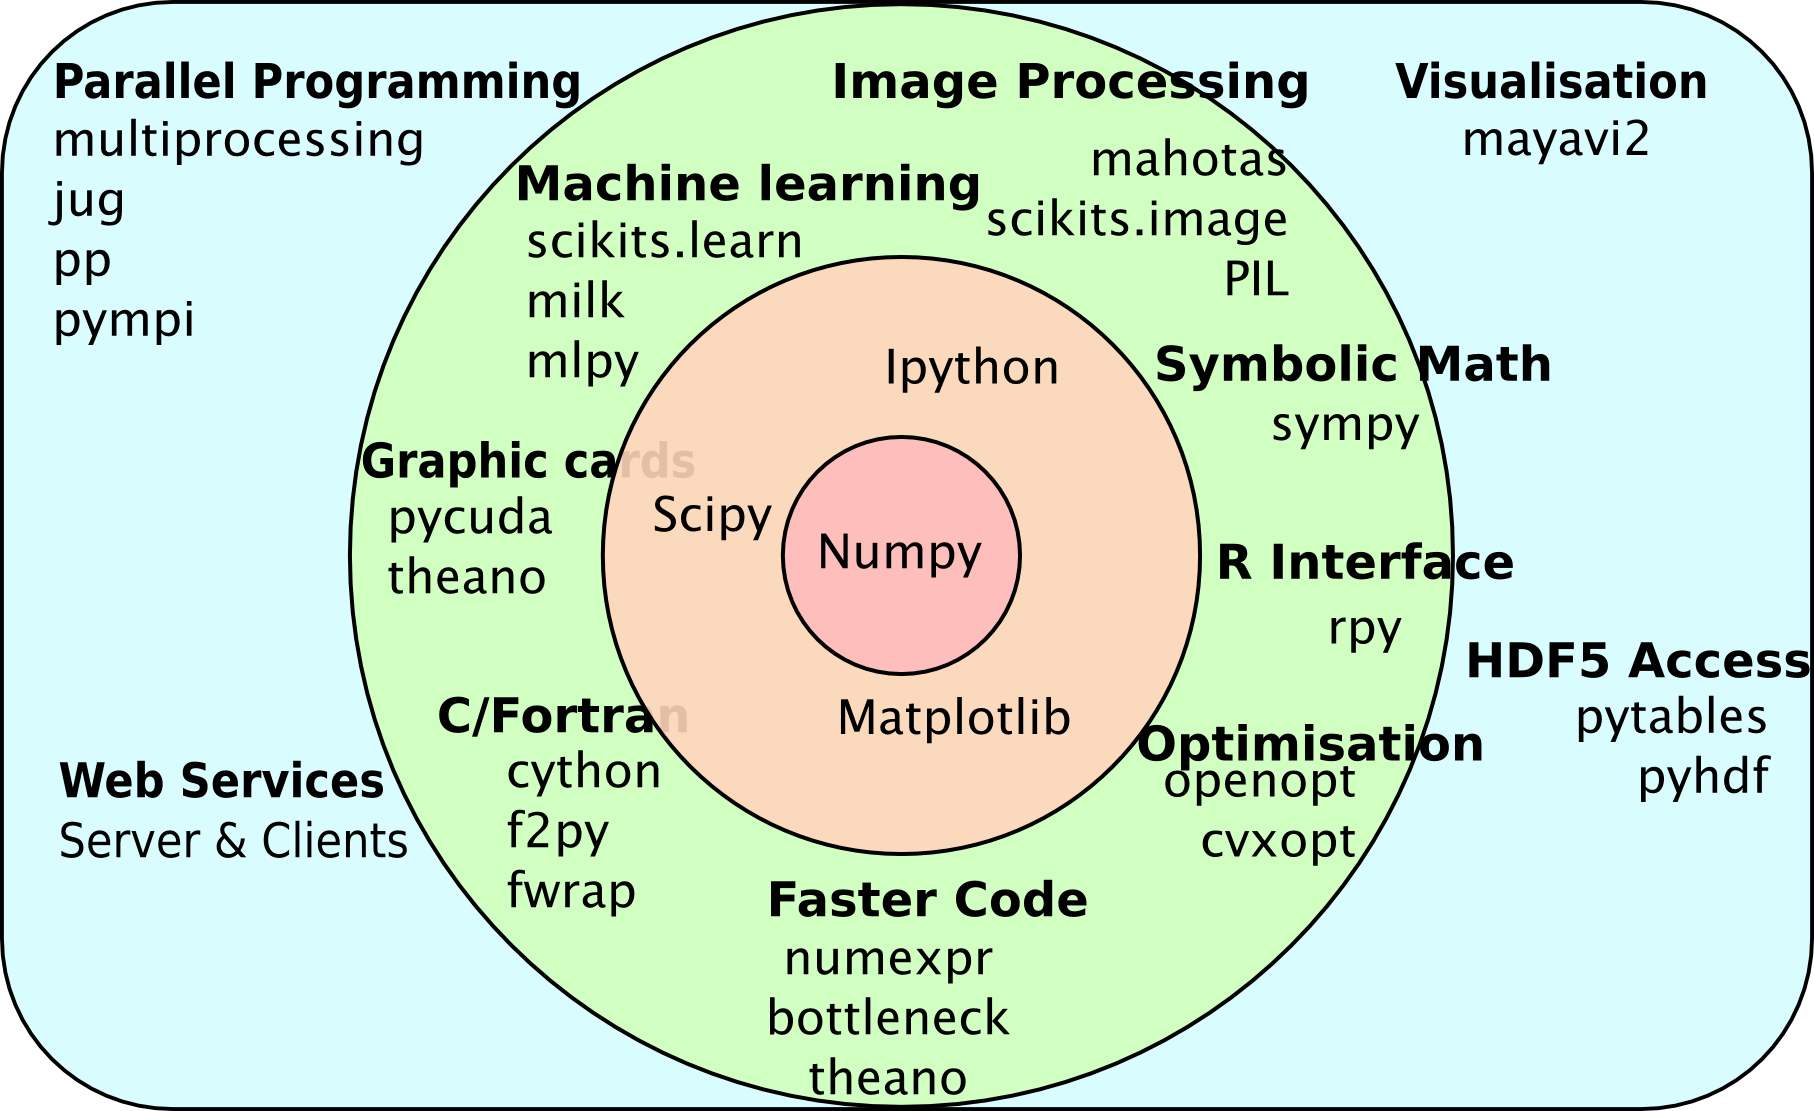 Parallel Programming
multiprocessing
jug
pp
pympi
Machine learning
scikits.learn
milk
mlpy
Image Processing
mahotas
scikits.image
PIL
Visualisation
mayavi2
Symbolic Math
sympy
Graphic cards
pycuda
theano
Ipython
Scipy
Numpy
Matplotlib
R Interface
rpy
HDF5 Access
pytables
pyhdf
C/Fortran
cython
f2py
fwrap
Optimisation
openopt
cvxopt
Web Services
Server & Clients
Faster Code
numexpr
bottleneck
theano